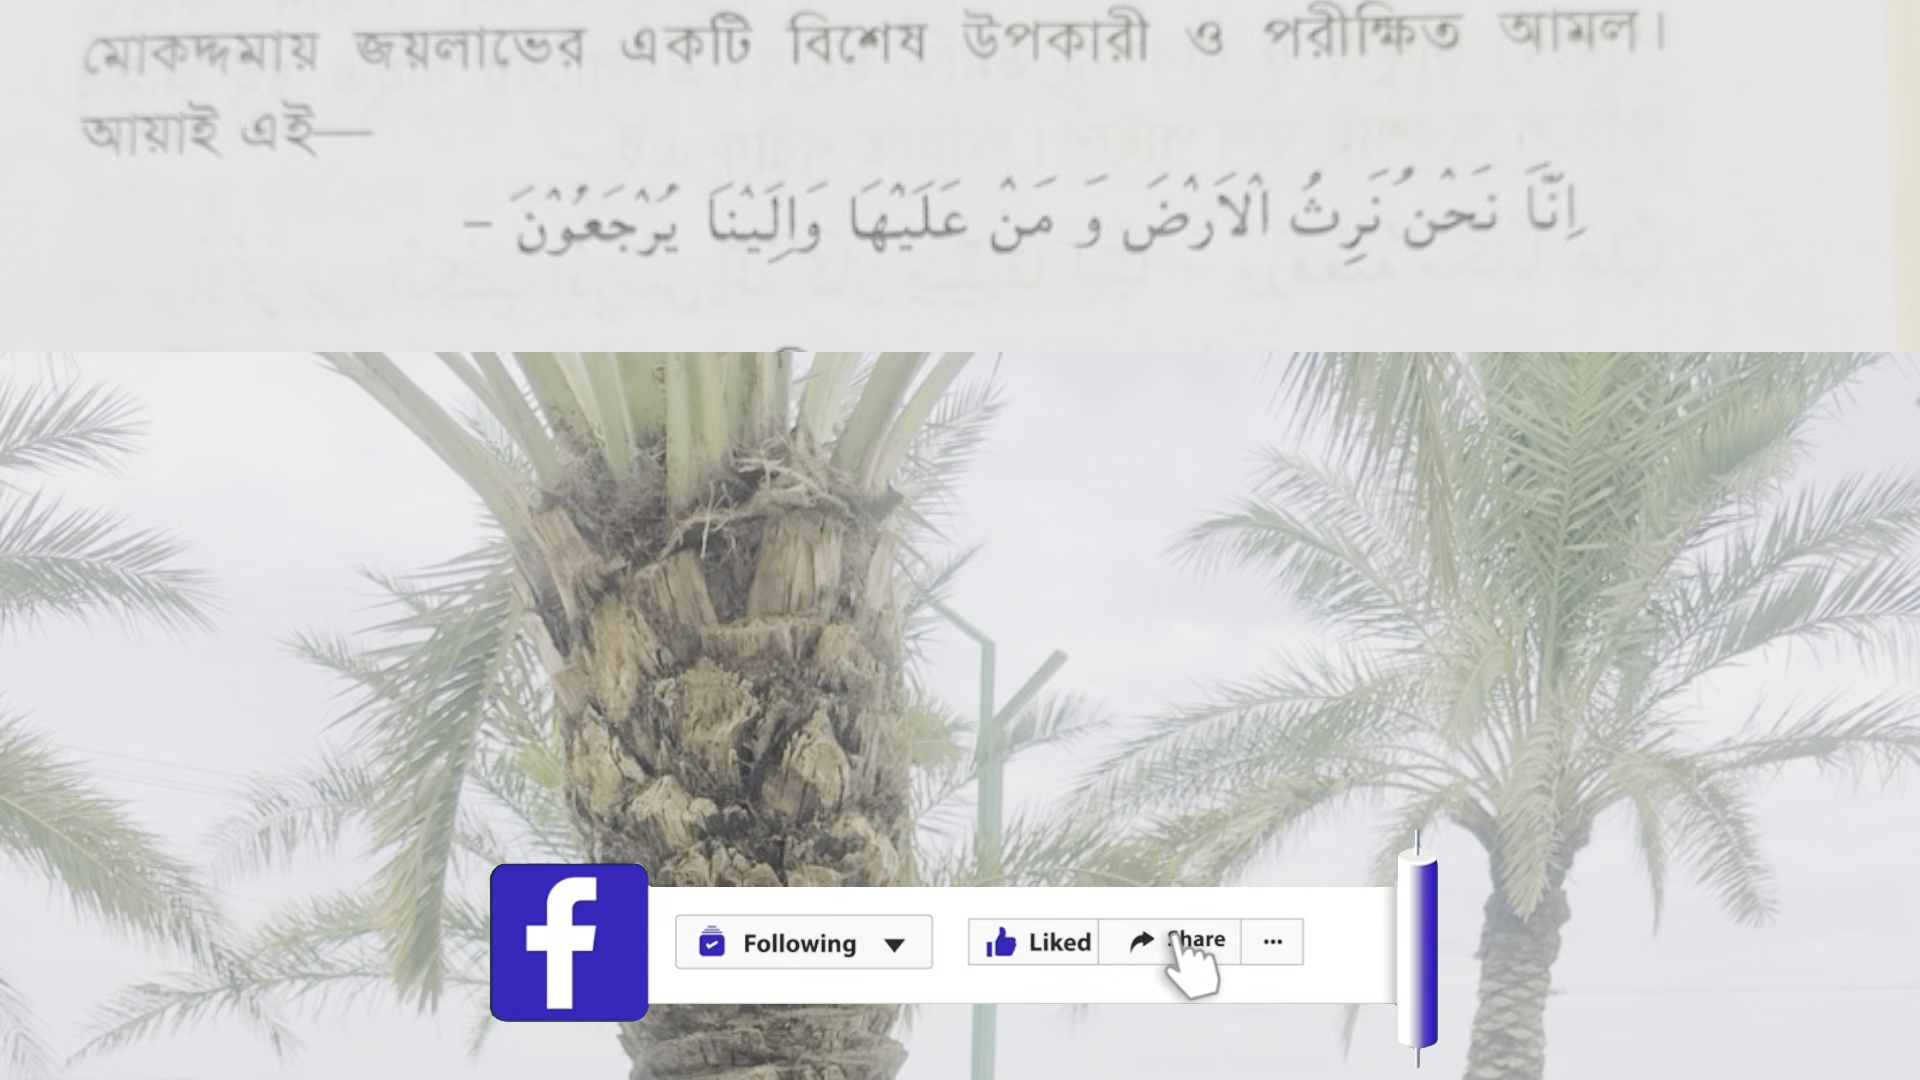 মোকদ্দমায় জয়লাভের একটি বিশেষ উপকারী ও পরীক্ষিত আমল।
আয়াই এই—
اِنَّا نَحْنُ نَرِثُ الْاَرْضَ وَ مَنْ عَلَيْهَا وَاِلَيْنَا يُرْجَعُوْنَ -
Following
Liked
Share